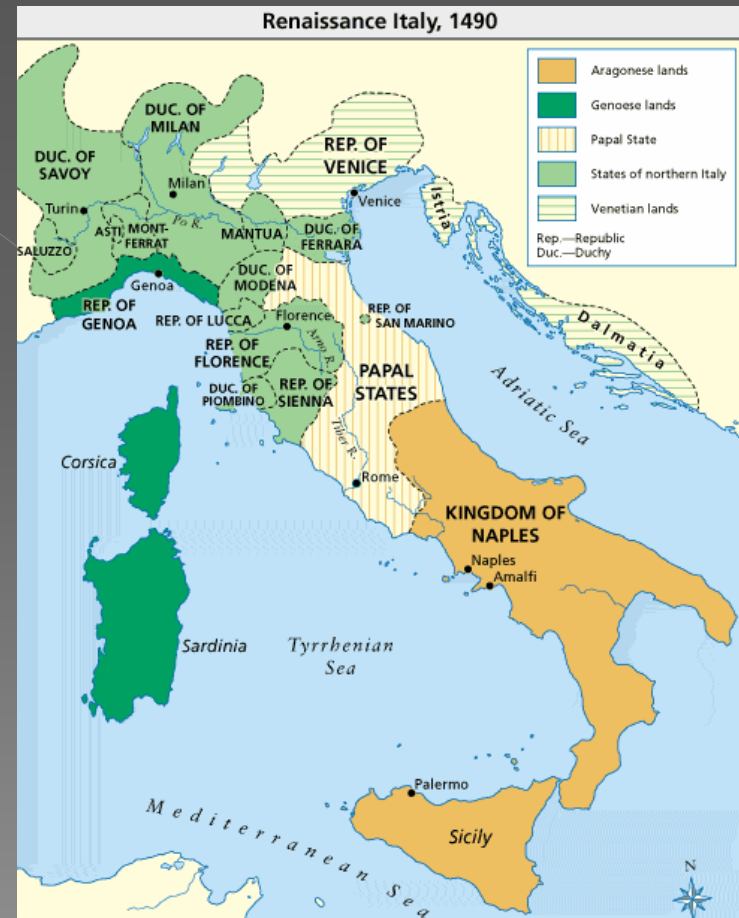 Renaissance Italy, 1490
Aragonese lands
Genoese lands
Papal State
States of northern Italy
Venetian lands
Rep.—Republic
Duc.—Duchy
DUC. OF
MILAN
DUC. OF
SAVOY
REP. OF
VENICE
Milan
Turin
Venice
Istria
Po R.
ASTI
MONT-
FERRAT
MANTUA
DUC. OF
FERRARA
SALUZZO
DUC. OF
MODENA
Genoa
REP. OF
GENOA
REP. OF LUCCA
Florence
REP. OF
SAN MARINO
Arno R.
REP. OF
FLORENCE
Dalmatia
DUC. OF
PIOMBINO
REP. OF
SIENNA
PAPAL
STATES
Adriatic Sea
Tiber R.
Corsica
Rome
KINGDOM OF
NAPLES
Naples
Amalfi
Sardinia
Tyrrhenian
Sea
Palermo
Mediterranean Sea
Sicily
N